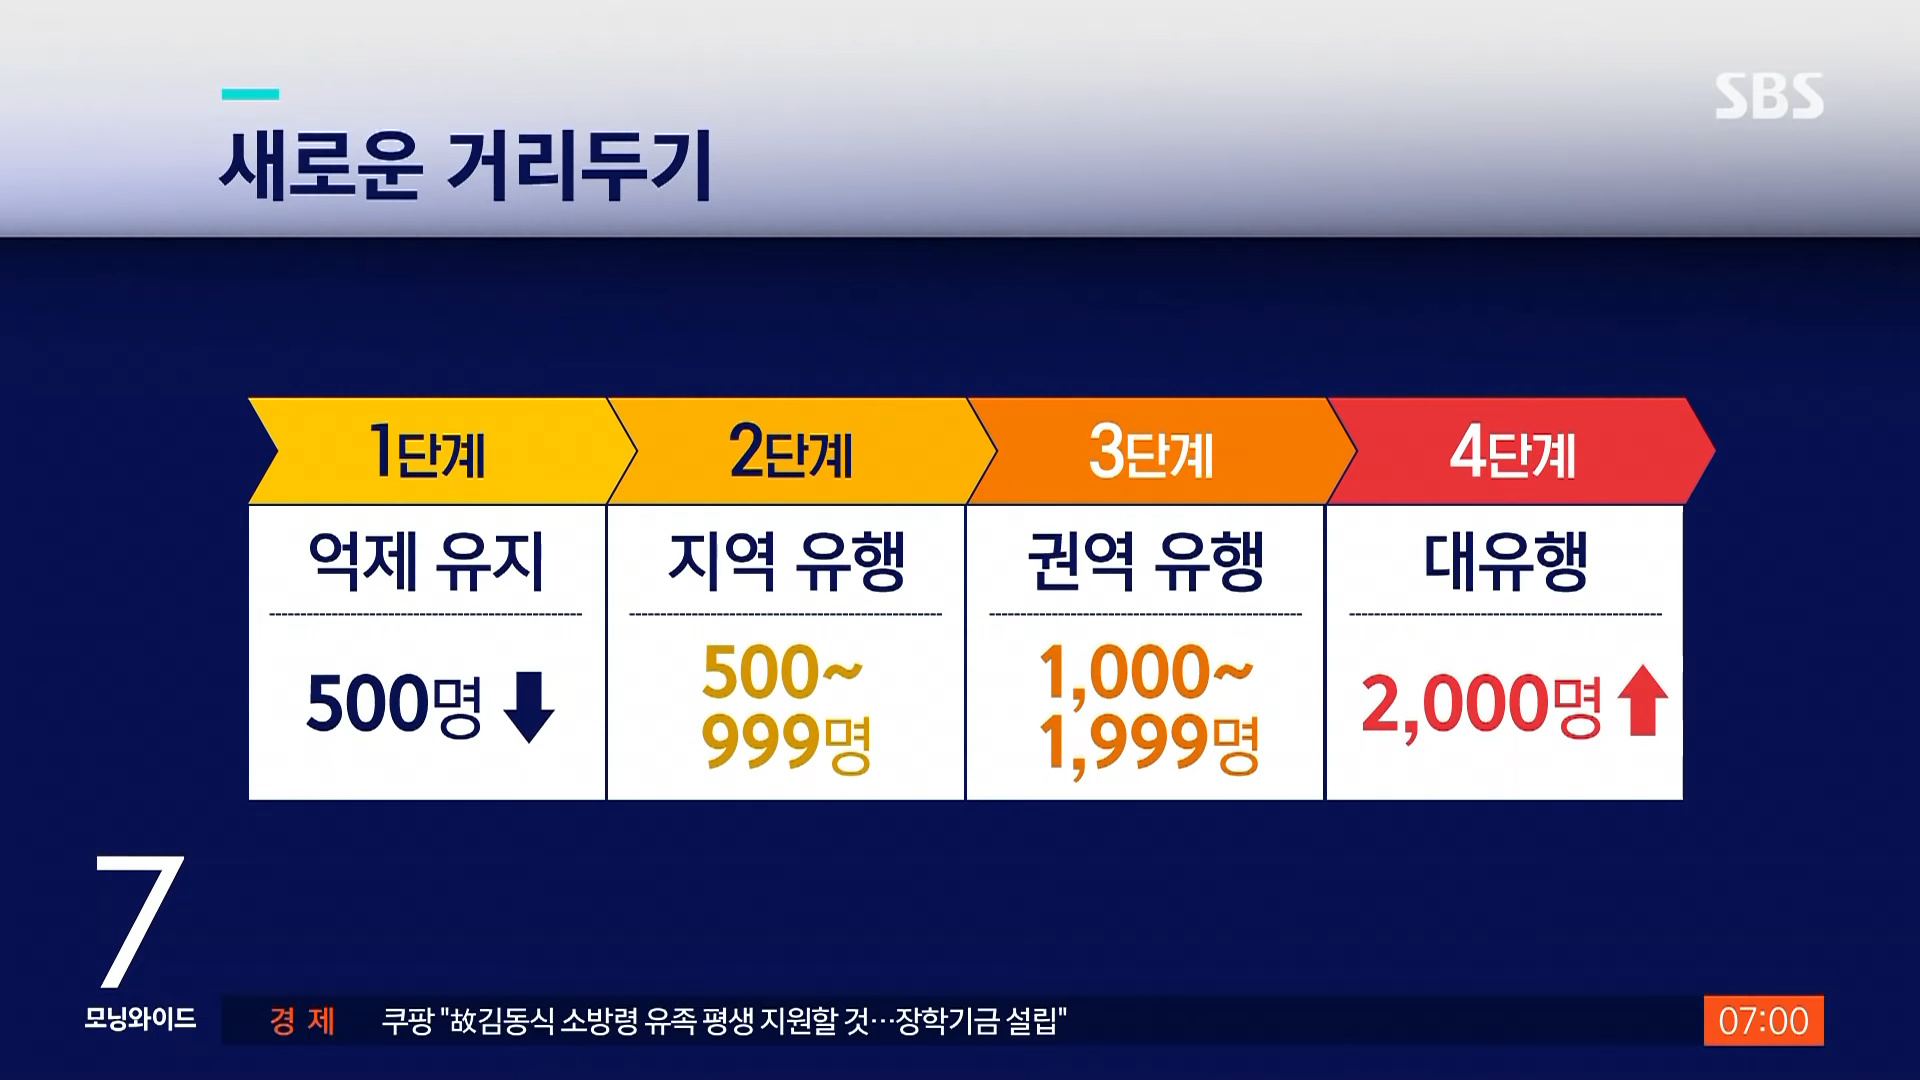 SBS
새로운 거리두기
1단계 2단계 3단계 4단계
억제 유지 지역 유행 권역 유행 대유행
500명 500~ 1,000~ 2,000명
999명 1,999명
7
모닝와이드
경제 쿠팡 "故김동식 소방령 유족 평생 지원할 것…장학기금 설립" 07:00